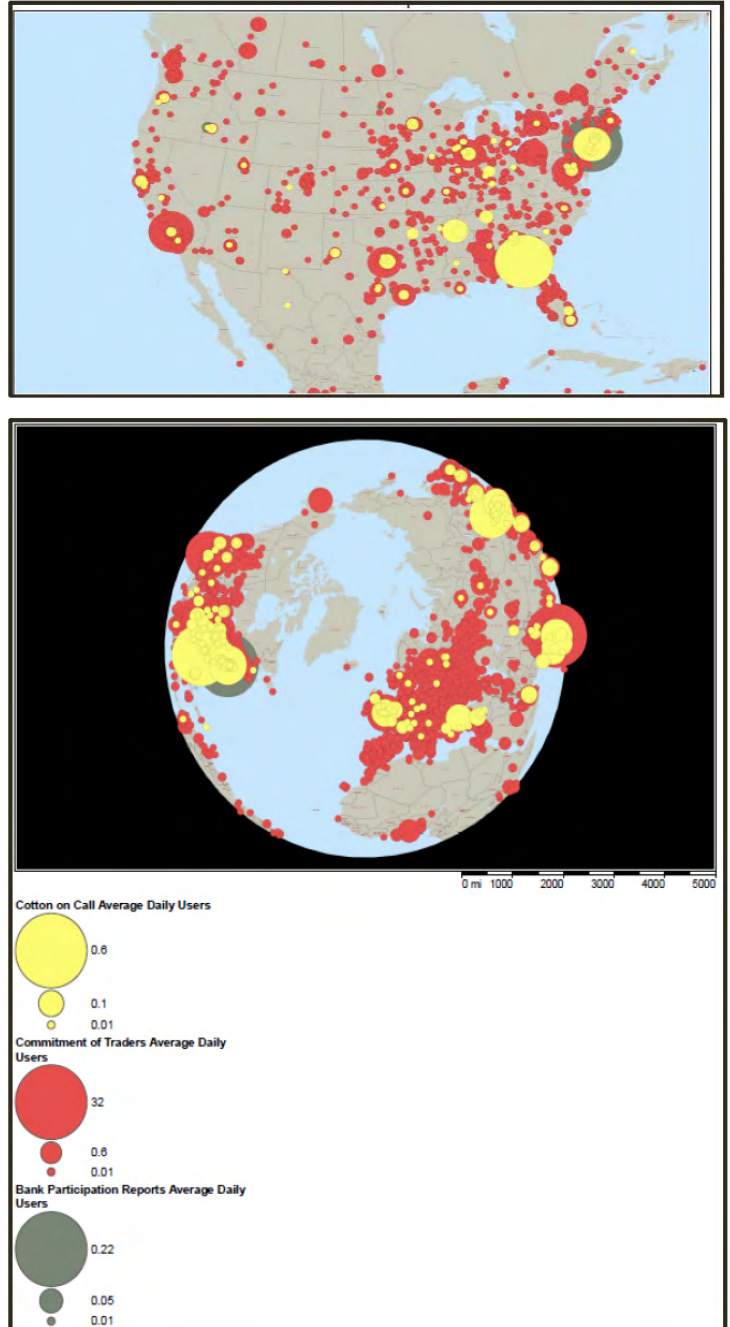 0 mi 1000 2000 3000 4000 5000
Cotton on Call Average Daily Users
0.6
0.1
0.01
Commitment of Traders Average Daily
Users
32
0.6
0.01
Bank Participation Reports Average Daily
Users
0.22
0.05
0.01